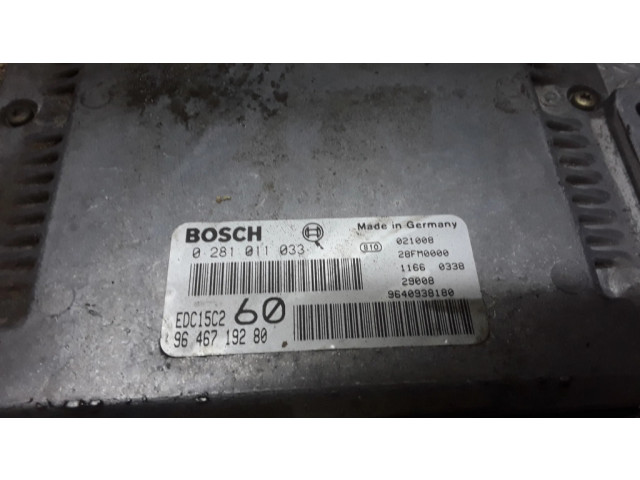 BOSCH
Made in Germany
0 281 011 033
B10
021008
28FM0000
1166 0338
29008
9640938180
EDC15C2 60
96 467 192 80